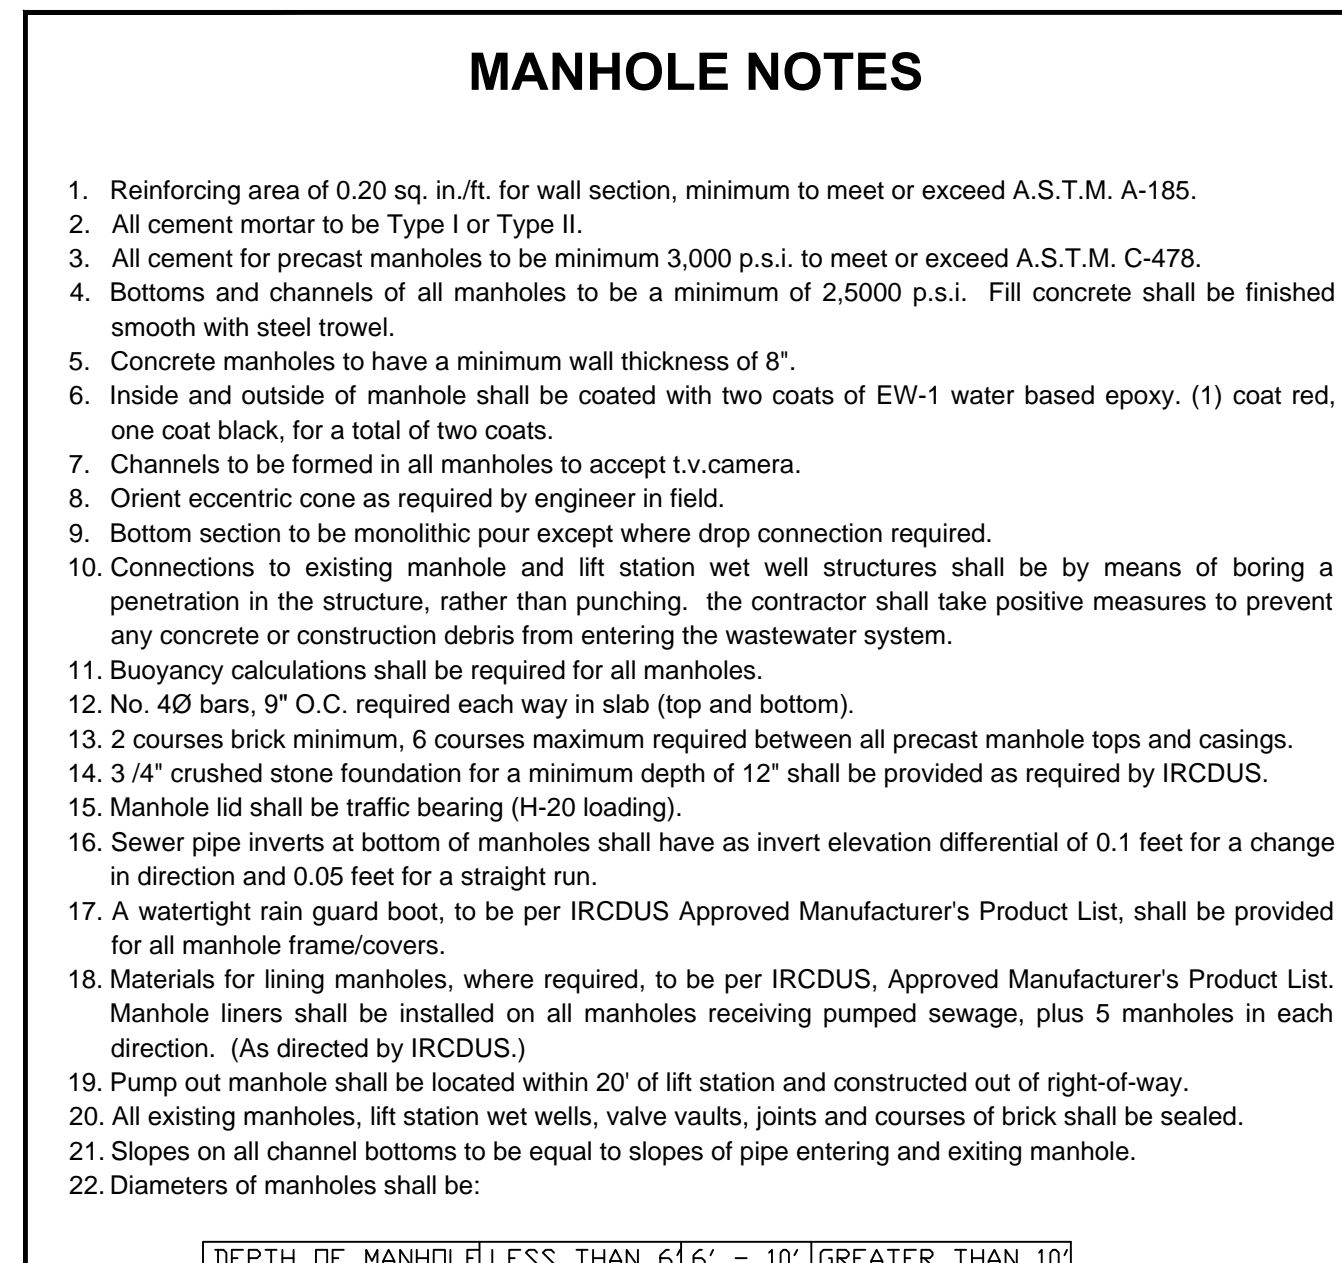 MANHOLE NOTES
1. Reinforcing area of 0.20 sq. in./ft. for wall section, minimum to meet or exceed A.S.T.M. A-185.
2. All cement mortar to be Type I or Type II.
3. All cement for precast manholes to be minimum 3,000 p.s.i. to meet or exceed A.S.T.M. C-478.
4. Bottoms and channels of all manholes to be a minimum of 2,5000 p.s.i. Fill concrete shall be finished
smooth with steel trowel.
5. Concrete manholes to have a minimum wall thickness of 8".
6. Inside and outside of manhole shall be coated with two coats of EW-1 water based epoxy. (1) coat red,
one coat black, for a total of two coats.
7. Channels to be formed in all manholes to accept t.v.camera.
8. Orient eccentric cone as required by engineer in field.
9. Bottom section to be monolithic pour except where drop connection required.
10. Connections to existing manhole and lift station wet well structures shall be by means of boring a
penetration in the structure, rather than punching. the contractor shall take positive measures to prevent
any concrete or construction debris from entering the wastewater system.
11. Buoyancy calculations shall be required for all manholes.
12. No. 4Ø bars, 9" O.C. required each way in slab (top and bottom).
13. 2 courses brick minimum, 6 courses maximum required between all precast manhole tops and casings.
14. 3 /4" crushed stone foundation for a minimum depth of 12" shall be provided as required by IRCDUS.
15. Manhole lid shall be traffic bearing (H-20 loading).
16. Sewer pipe inverts at bottom of manholes shall have as invert elevation differential of 0.1 feet for a change
in direction and 0.05 feet for a straight run.
17. A watertight rain guard boot, to be per IRCDUS Approved Manufacturer's Product List, shall be provided
for all manhole frame/covers.
18. Materials for lining manholes, where required, to be per IRCDUS, Approved Manufacturer's Product List.
Manhole liners shall be installed on all manholes receiving pumped sewage, plus 5 manholes in each
direction. (As directed by IRCDUS.)
19. Pump out manhole shall be located within 20' of lift station and constructed out of right-of-way.
20. All existing manholes, lift station wet wells, valve vaults, joints and courses of brick shall be sealed.
21. Slopes on all channel bottoms to be equal to slopes of pipe entering and exiting manhole.
22. Diameters of manholes shall be:
DEPTH OF MANHOLE LESS THAN 6' 6' - 10' GREATER THAN 10'